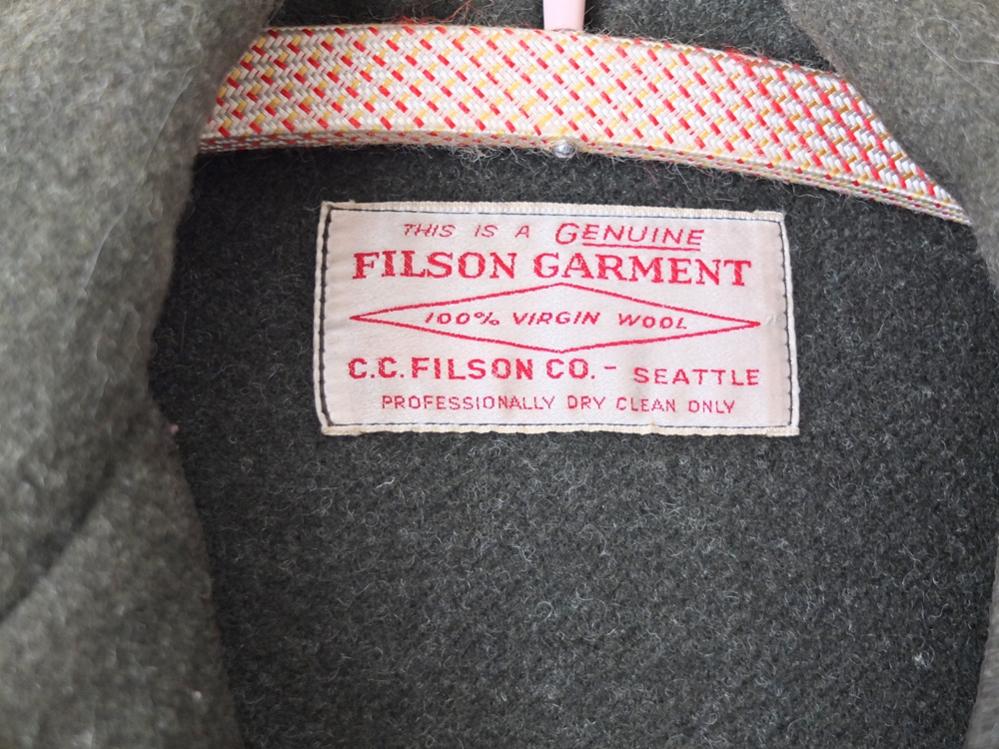 THIS IS A GENUINE
FILSON GARMENT
100% VIRGIN WOOL
C.C. FILSON CO. - SEATTLE
PROFESSIONALLY DRY CLEAN ONLY